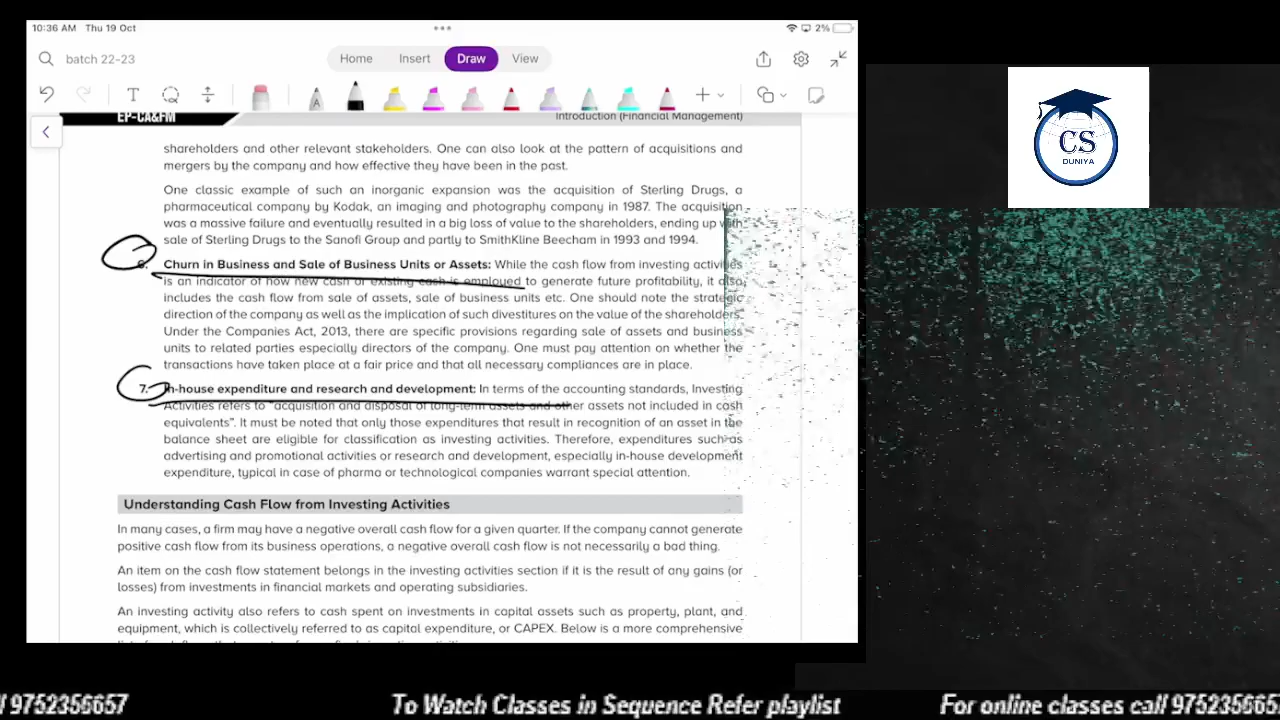 10:36 AM Thu 19 Oct
2%
batch 22-23
Home Insert Draw View
EP-CA&FM
Introduction (Financial Management)
shareholders and other relevant stakeholders. One can also look at the pattern of acquisitions and
mergers by the company and how effective they have been in the past.
One classic example of such an inorganic expansion was the acquisition of Sterling Drugs, a
pharmaceutical company by Kodak, an imaging and photography company in 1987. The acquisition
was a massive failure and eventually resulted in a big loss of value to the shareholders, ending up with
sale of Sterling Drugs to the Sanofi Group and partly to SmithKline Beecham in 1993 and 1994.
6. Churn in Business and Sale of Business Units or Assets: While the cash flow from investing activities
is an indicator of how new cash or existing cash is employed to generate future profitability, it also
includes the cash flow from sale of assets, sale of business units etc. One should note the strategic
direction of the company as well as the implication of such divestitures on the value of the shareholders.
Under the Companies Act, 2013, there are specific provisions regarding sale of assets and business
units to related parties especially directors of the company. One must pay attention on whether the
transactions have taken place at a fair price and that all necessary compliances are in place.
7. In-house expenditure and research and development: In terms of the accounting standards, Investing
Activities refers to "acquisition and disposal of long-term assets and other assets not included in cash
equivalents". It must be noted that only those expenditures that result in recognition of an asset in the
balance sheet are eligible for classification as investing activities. Therefore, expenditures such as
advertising and promotional activities or research and development, especially in-house development
expenditure, typical in case of pharma or technological companies warrant special attention.
Understanding Cash Flow from Investing Activities
In many cases, a firm may have a negative overall cash flow for a given quarter. If the company cannot generate
positive cash flow from its business operations, a negative overall cash flow is not necessarily a bad thing.
An item on the cash flow statement belongs in the investing activities section if it is the result of any gains (or
losses) from investments in financial markets and operating subsidiaries.
An investing activity also refers to cash spent on investments in capital assets such as property, plant, and
equipment, which is collectively referred to as capital expenditure, or CAPEX. Below is a more comprehensive
CS
DUNIYA
l 9752356657 To Watch Classes in Sequence Refer playlist For online classes call 975235665